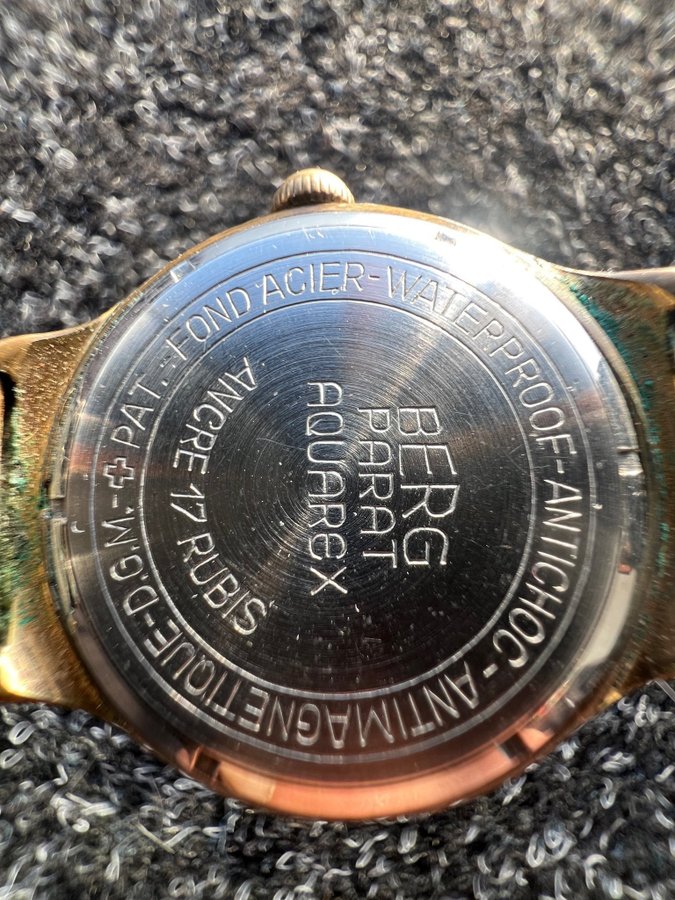 BERG
PARAT
AQUAREX
ANCRE 17 RUBIS
✚ PAT.-FOND ACIER-WATERPROOF-ANTICHOC-ANTIMAGNETIQUE-D.G.M.-